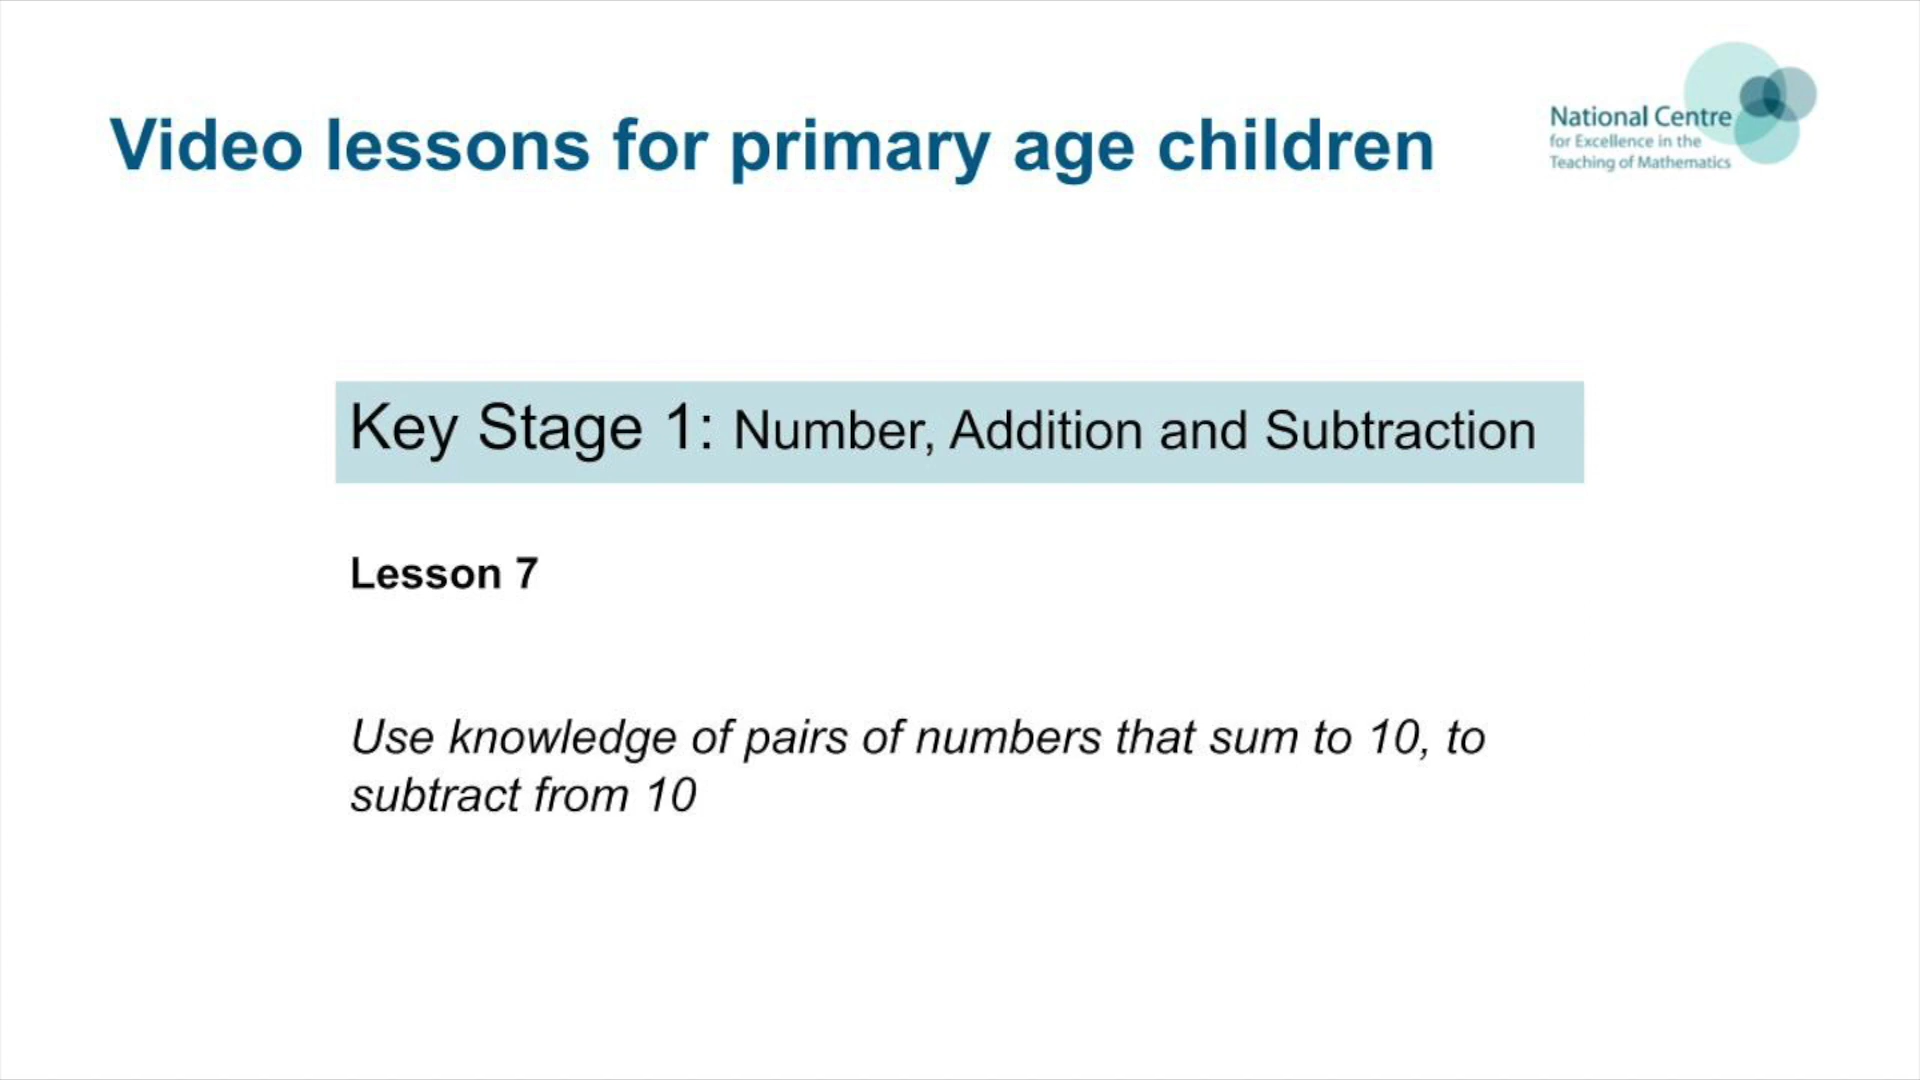 Video lessons for primary age children
National Centre
for Excellence in the
Teaching of Mathematics
Key Stage 1: Number, Addition and Subtraction
Lesson 7
Use knowledge of pairs of numbers that sum to 10, to
subtract from 10